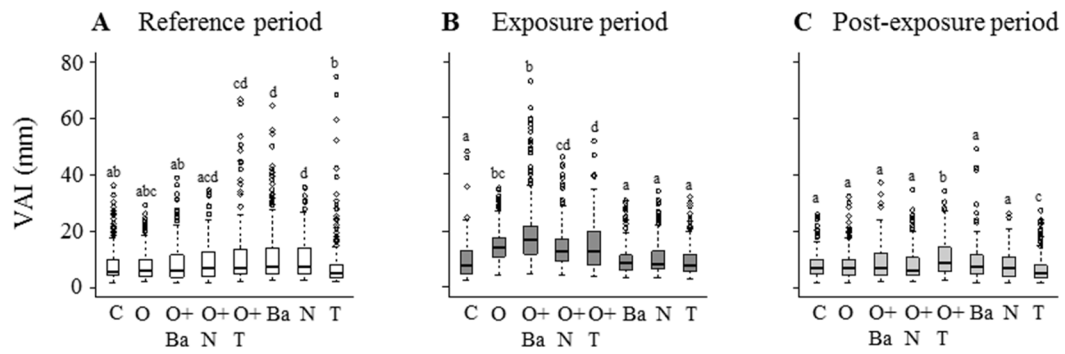 A Reference period B Exposure period C Post-exposure period
VAI (mm)
80
60
40
20
0
ab abc ab acd cd d d b
a bc b cd d a a a
a a a a b a a c
C O O+ O+ O+ Ba N T C O O+ O+ O+ Ba N T C O O+ O+ O+ Ba N T
Ba N T Ba N T Ba N T